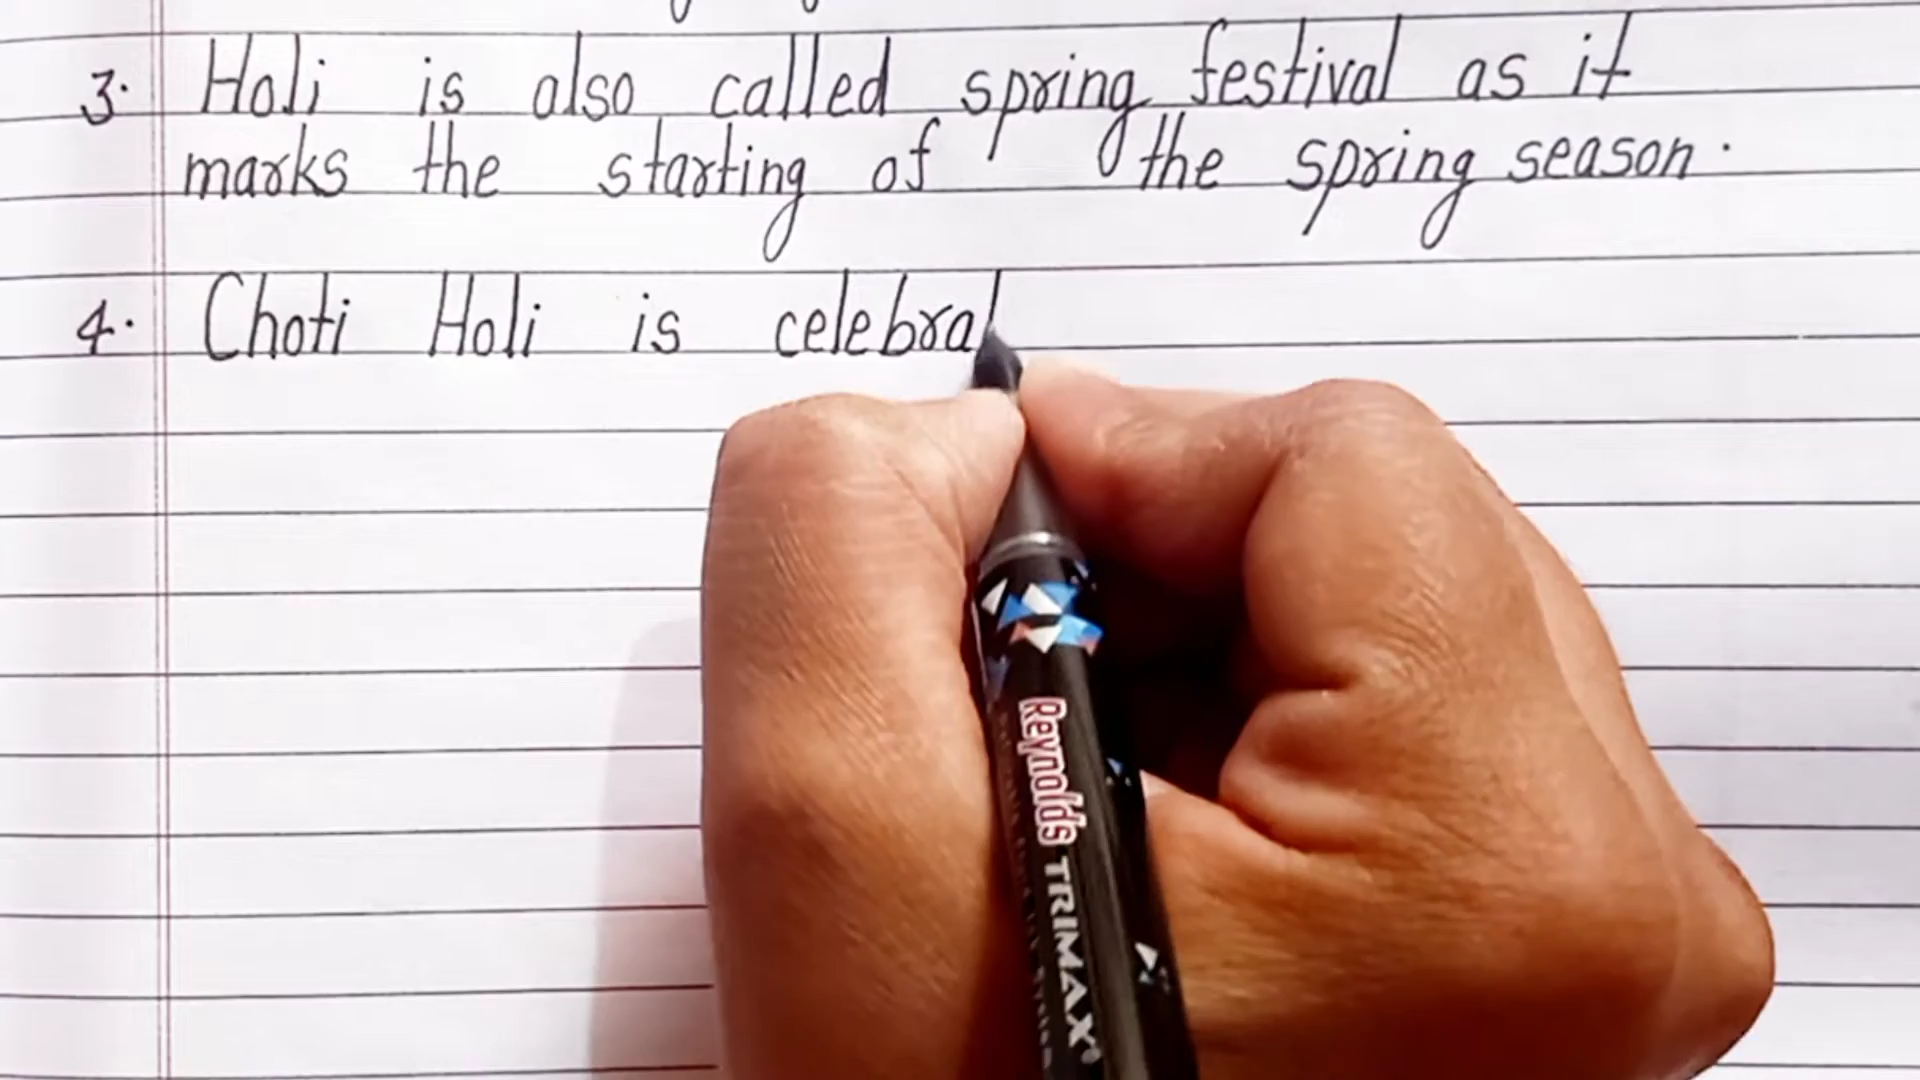 3. Holi is also called spring festival as it
marks the starting of the spring season.
4. Choti Holi is celebrat
Reynolds TRIMAX